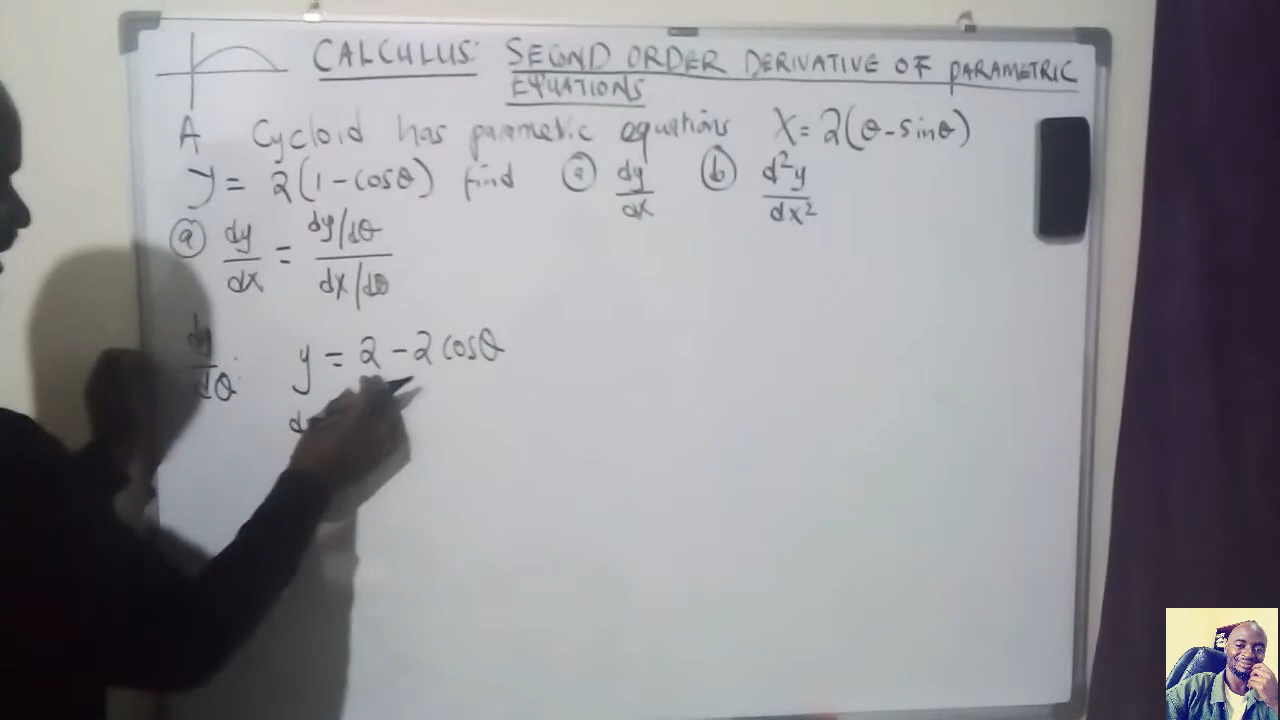 CALCULUS: SECOND ORDER DERIVATIVE OF PARAMETRIC
EQUATIONS
A Cycloid has parametric equations X = 2(θ - sinθ)
y = 2(1 - cosθ) find (a) dy/dx (b) d²y/dx²
(a) dy/dx = (dy/dθ)/(dx/dθ)
dy/dθ: y = 2 - 2cosθ